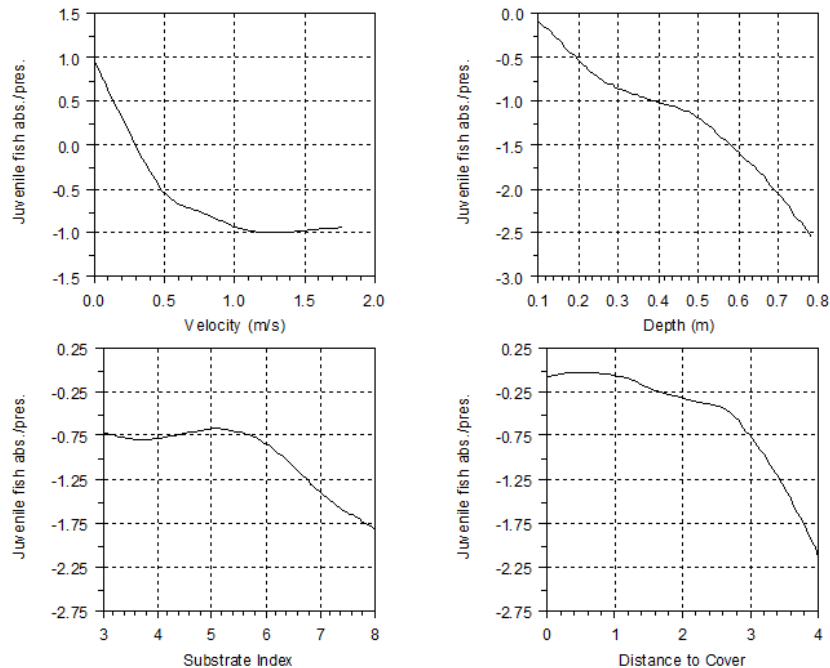 Juvenile fish abs./pres.
1.5
1.0
0.5
0.0
-0.5
-1.0
-1.5
0.0 0.5 1.0 1.5 2.0
Velocity (m/s)
Juvenile fish abs./pres.
0.0
-0.5
-1.0
-1.5
-2.0
-2.5
-3.0
0.1 0.2 0.3 0.4 0.5 0.6 0.7 0.8
Depth (m)
Juvenile fish abs./pres.
0.25
-0.25
-0.75
-1.25
-1.75
-2.25
-2.75
3 4 5 6 7 8
Substrate Index
Juvenile fish abs./pres.
0.25
-0.25
-0.75
-1.25
-1.75
-2.25
-2.75
0 1 2 3 4
Distance to Cover